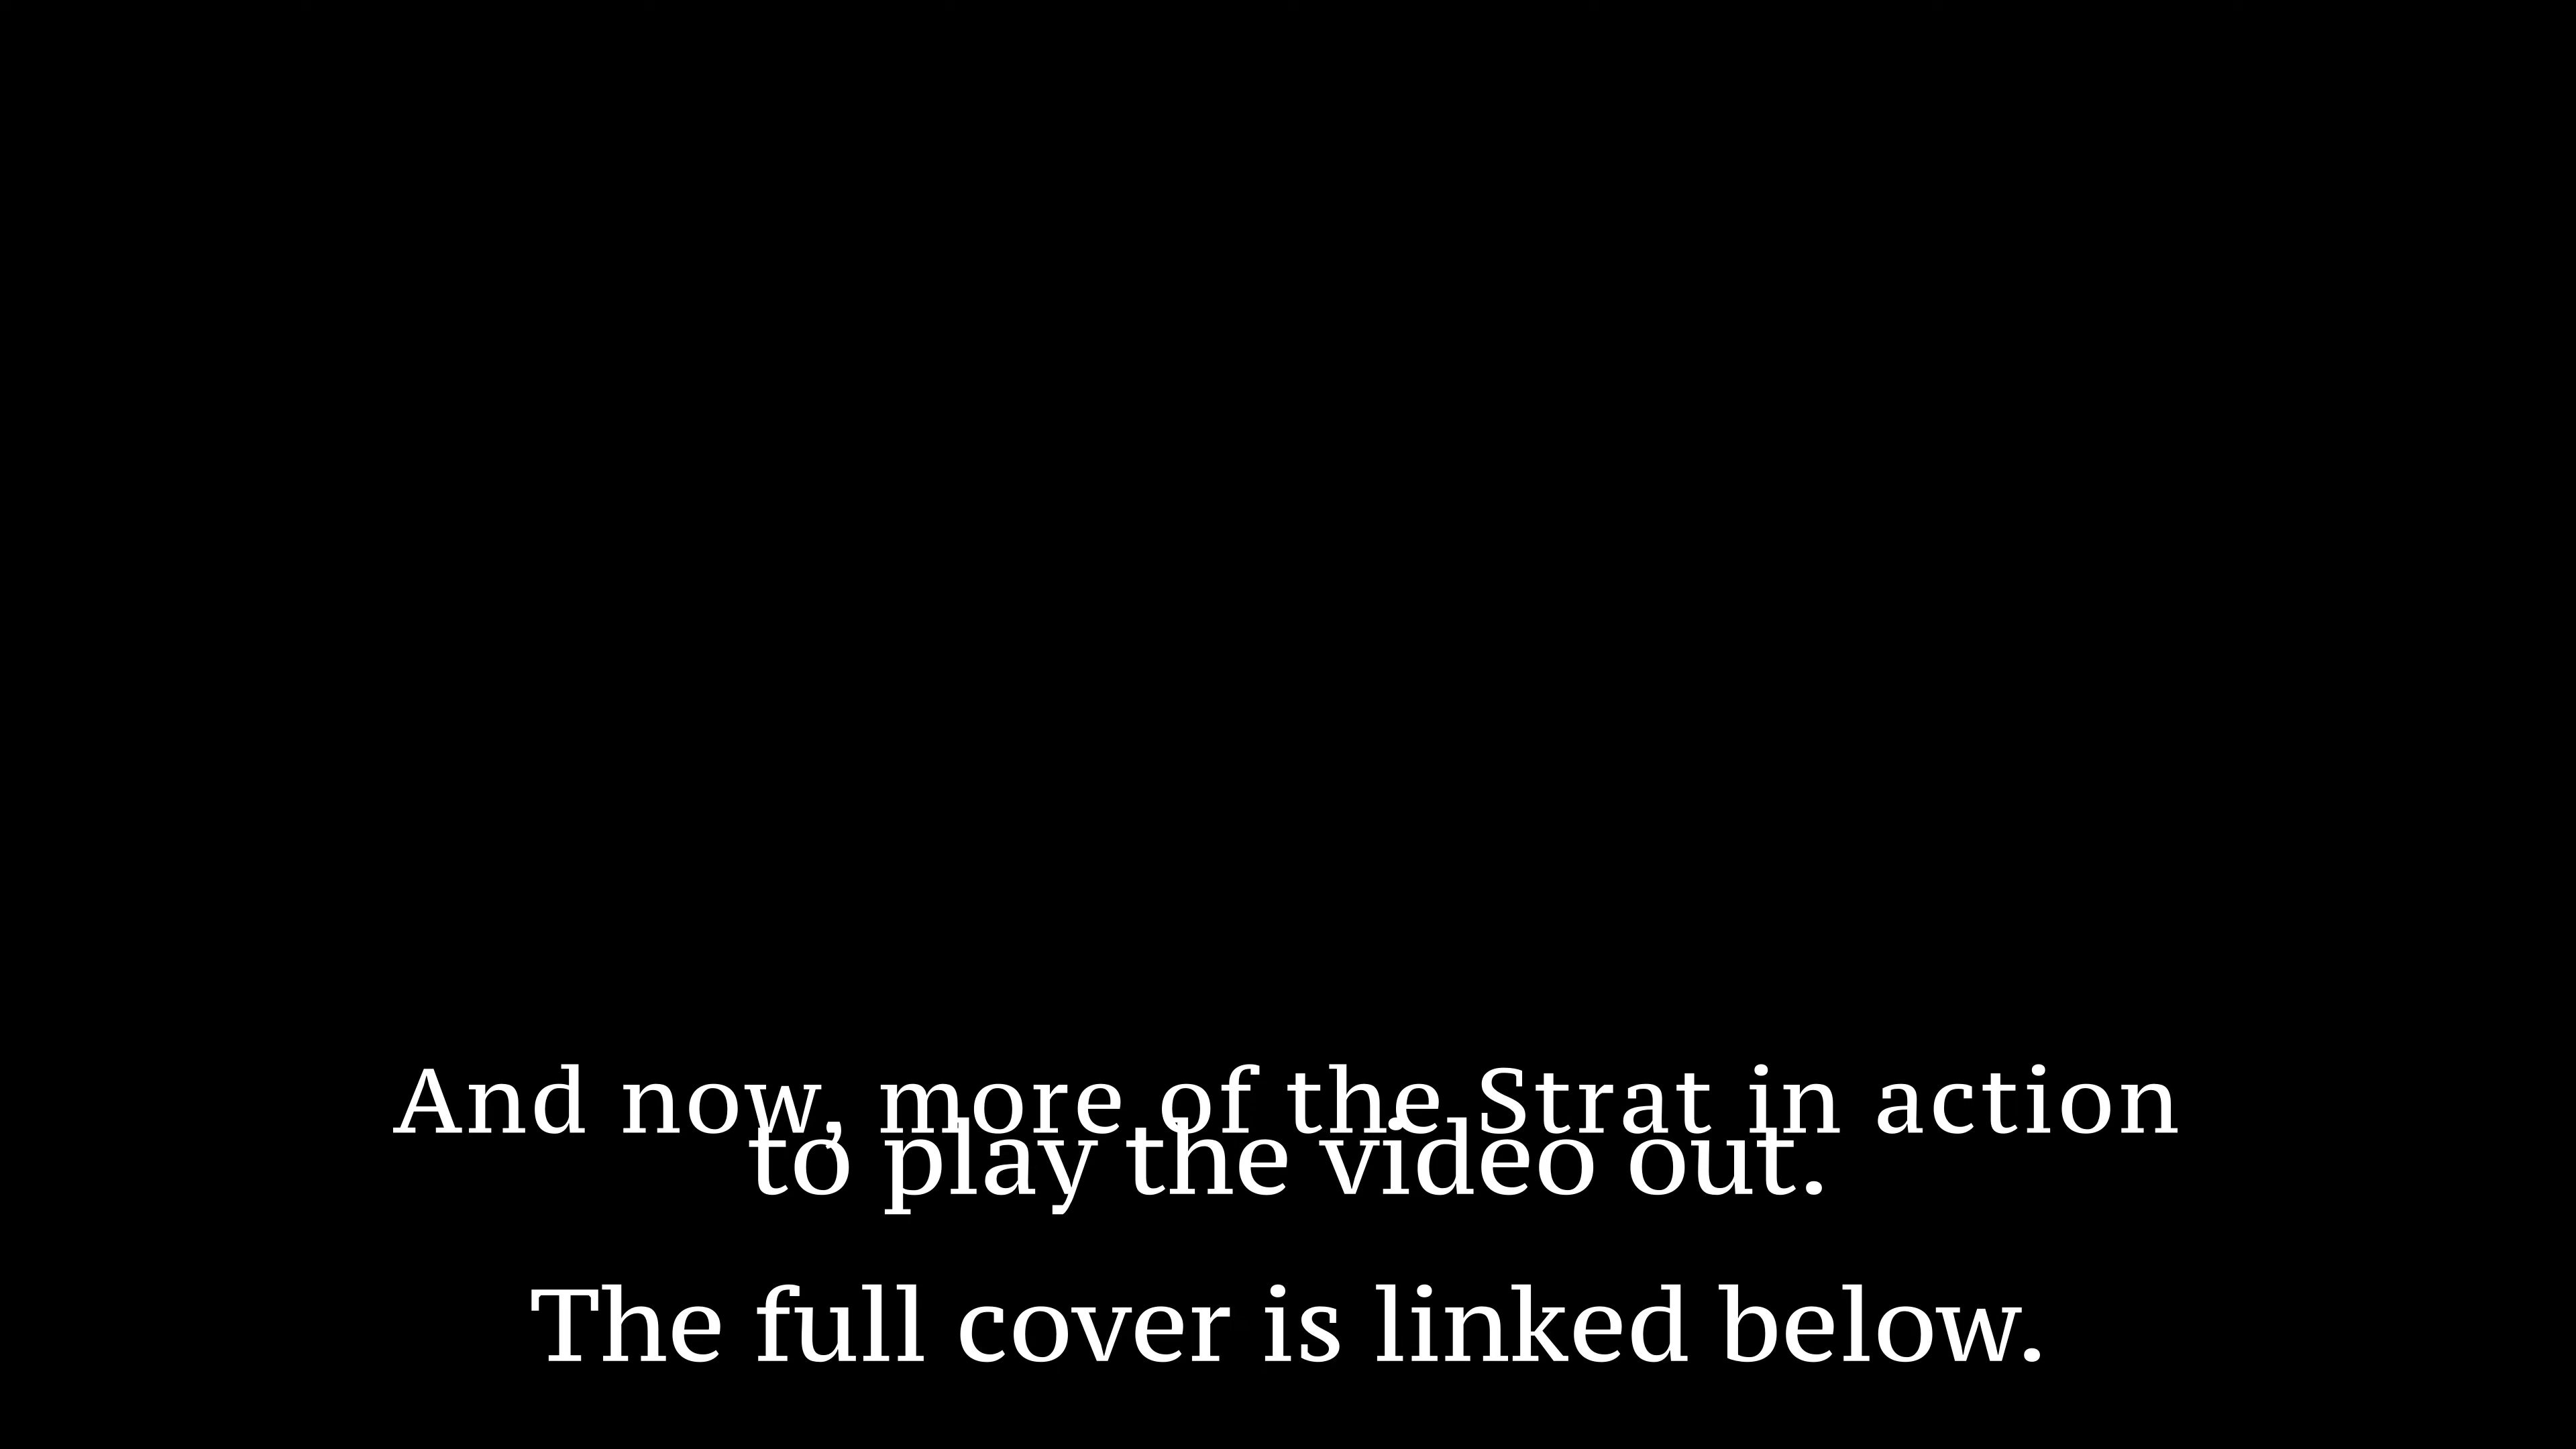 And now, more of the Strat in action
to play the video out.
The full cover is linked below.